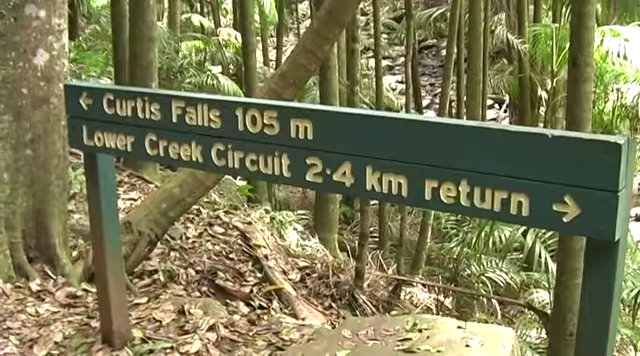 ← Curtis Falls 105 m
Lower Creek Circuit 2·4 km return →